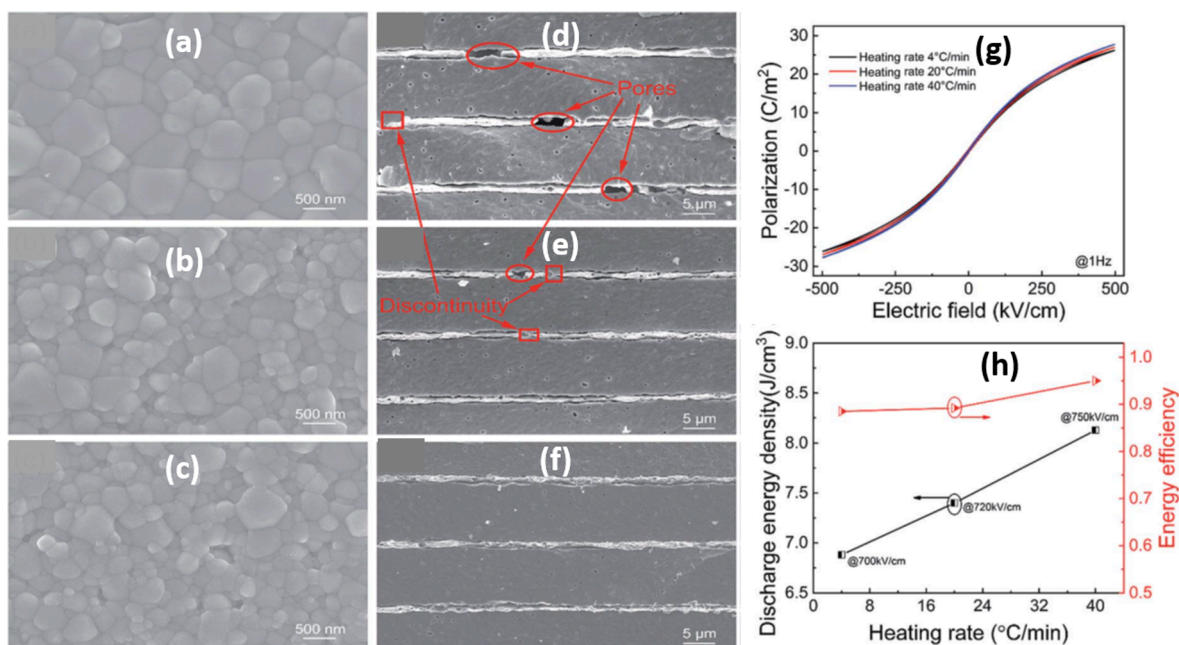 (a)
500 nm
(b)
500 nm
(c)
500 nm
(d)
Pores
5 μm
(e)
Discontinuity
5 μm
(f)
5 μm
(g)
Heating rate 4°C/min
Heating rate 20°C/min
Heating rate 40°C/min
Polarization (C/m²)
30
20
10
0
-10
-20
-30
@1Hz
-500
-250
0
250
500
Electric field (kV/cm)
(h)
Discharge energy density(J/cm³)
9.0
8.5
8.0
7.5
7.0
6.5
@700kV/cm
@720kV/cm
@750kV/cm
1.0
0.9
0.8
0.7
0.6
0.5
Energy efficiency
0
8
16
24
32
40
Heating rate (°C/min)